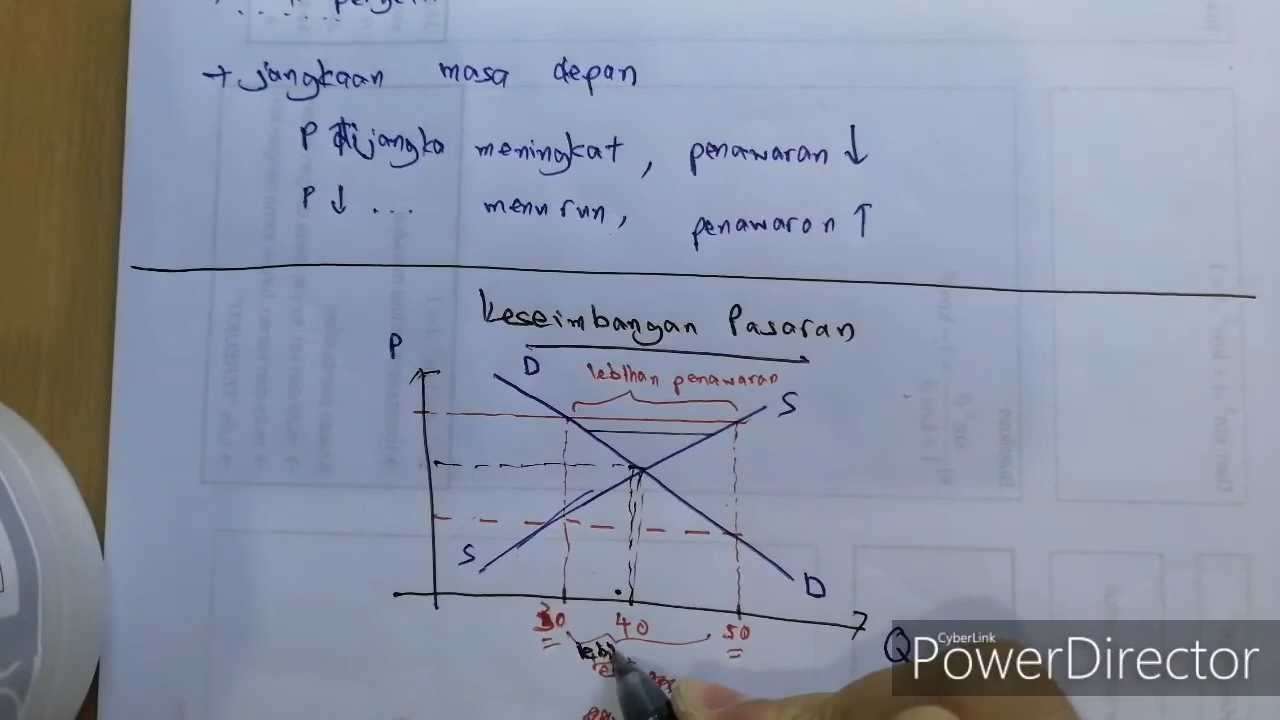 + jangkaan masa depan
P dijangka meningkat, penawaran ↓
P ↓ ... menurun, penawaran ↑
Keseimbangan Pasaran
P
D
lebihan penawaran
S
S
D
30 40 50
Q
CyberLink
PowerDirector